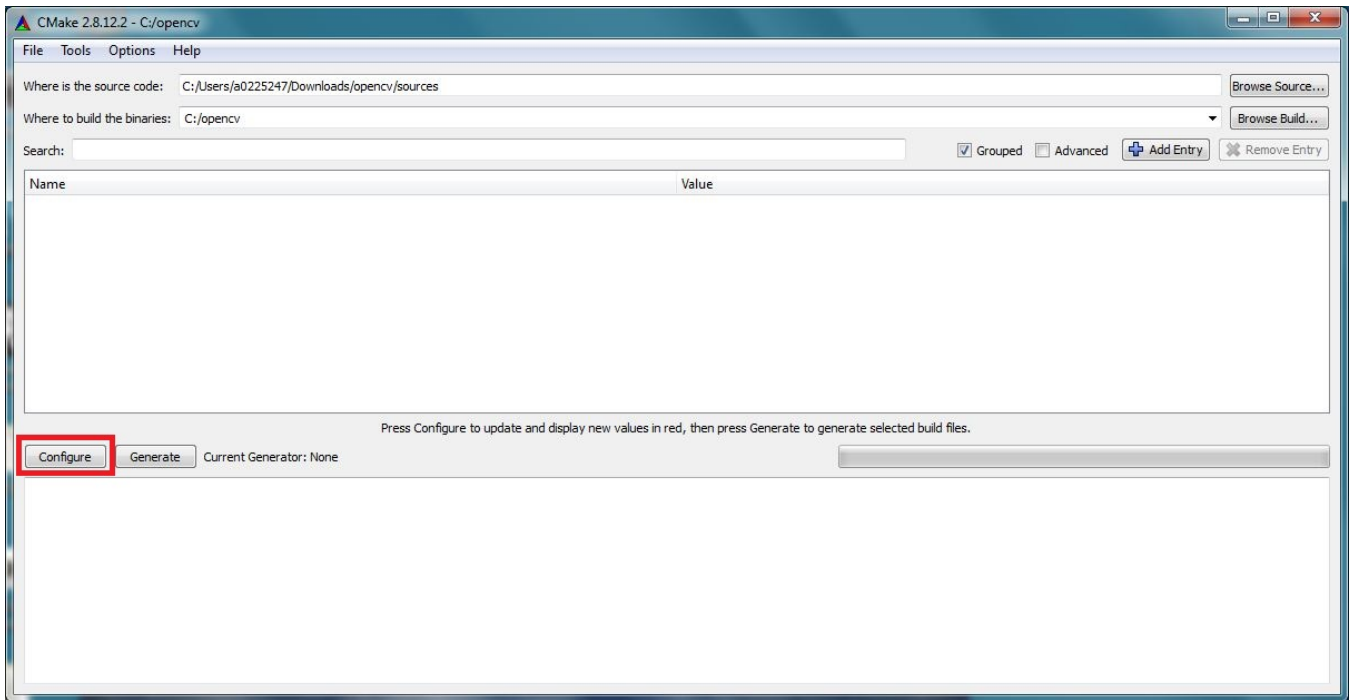 CMake 2.8.12.2 - C:/opencv
File Tools Options Help
Where is the source code: C:/Users/a0225247/Downloads/opencv/sources Browse Source...
Where to build the binaries: C:/opencv Browse Build...
Search: Grouped Advanced Add Entry Remove Entry
Name Value
Press Configure to update and display new values in red, then press Generate to generate selected build files.
Configure Generate Current Generator: None